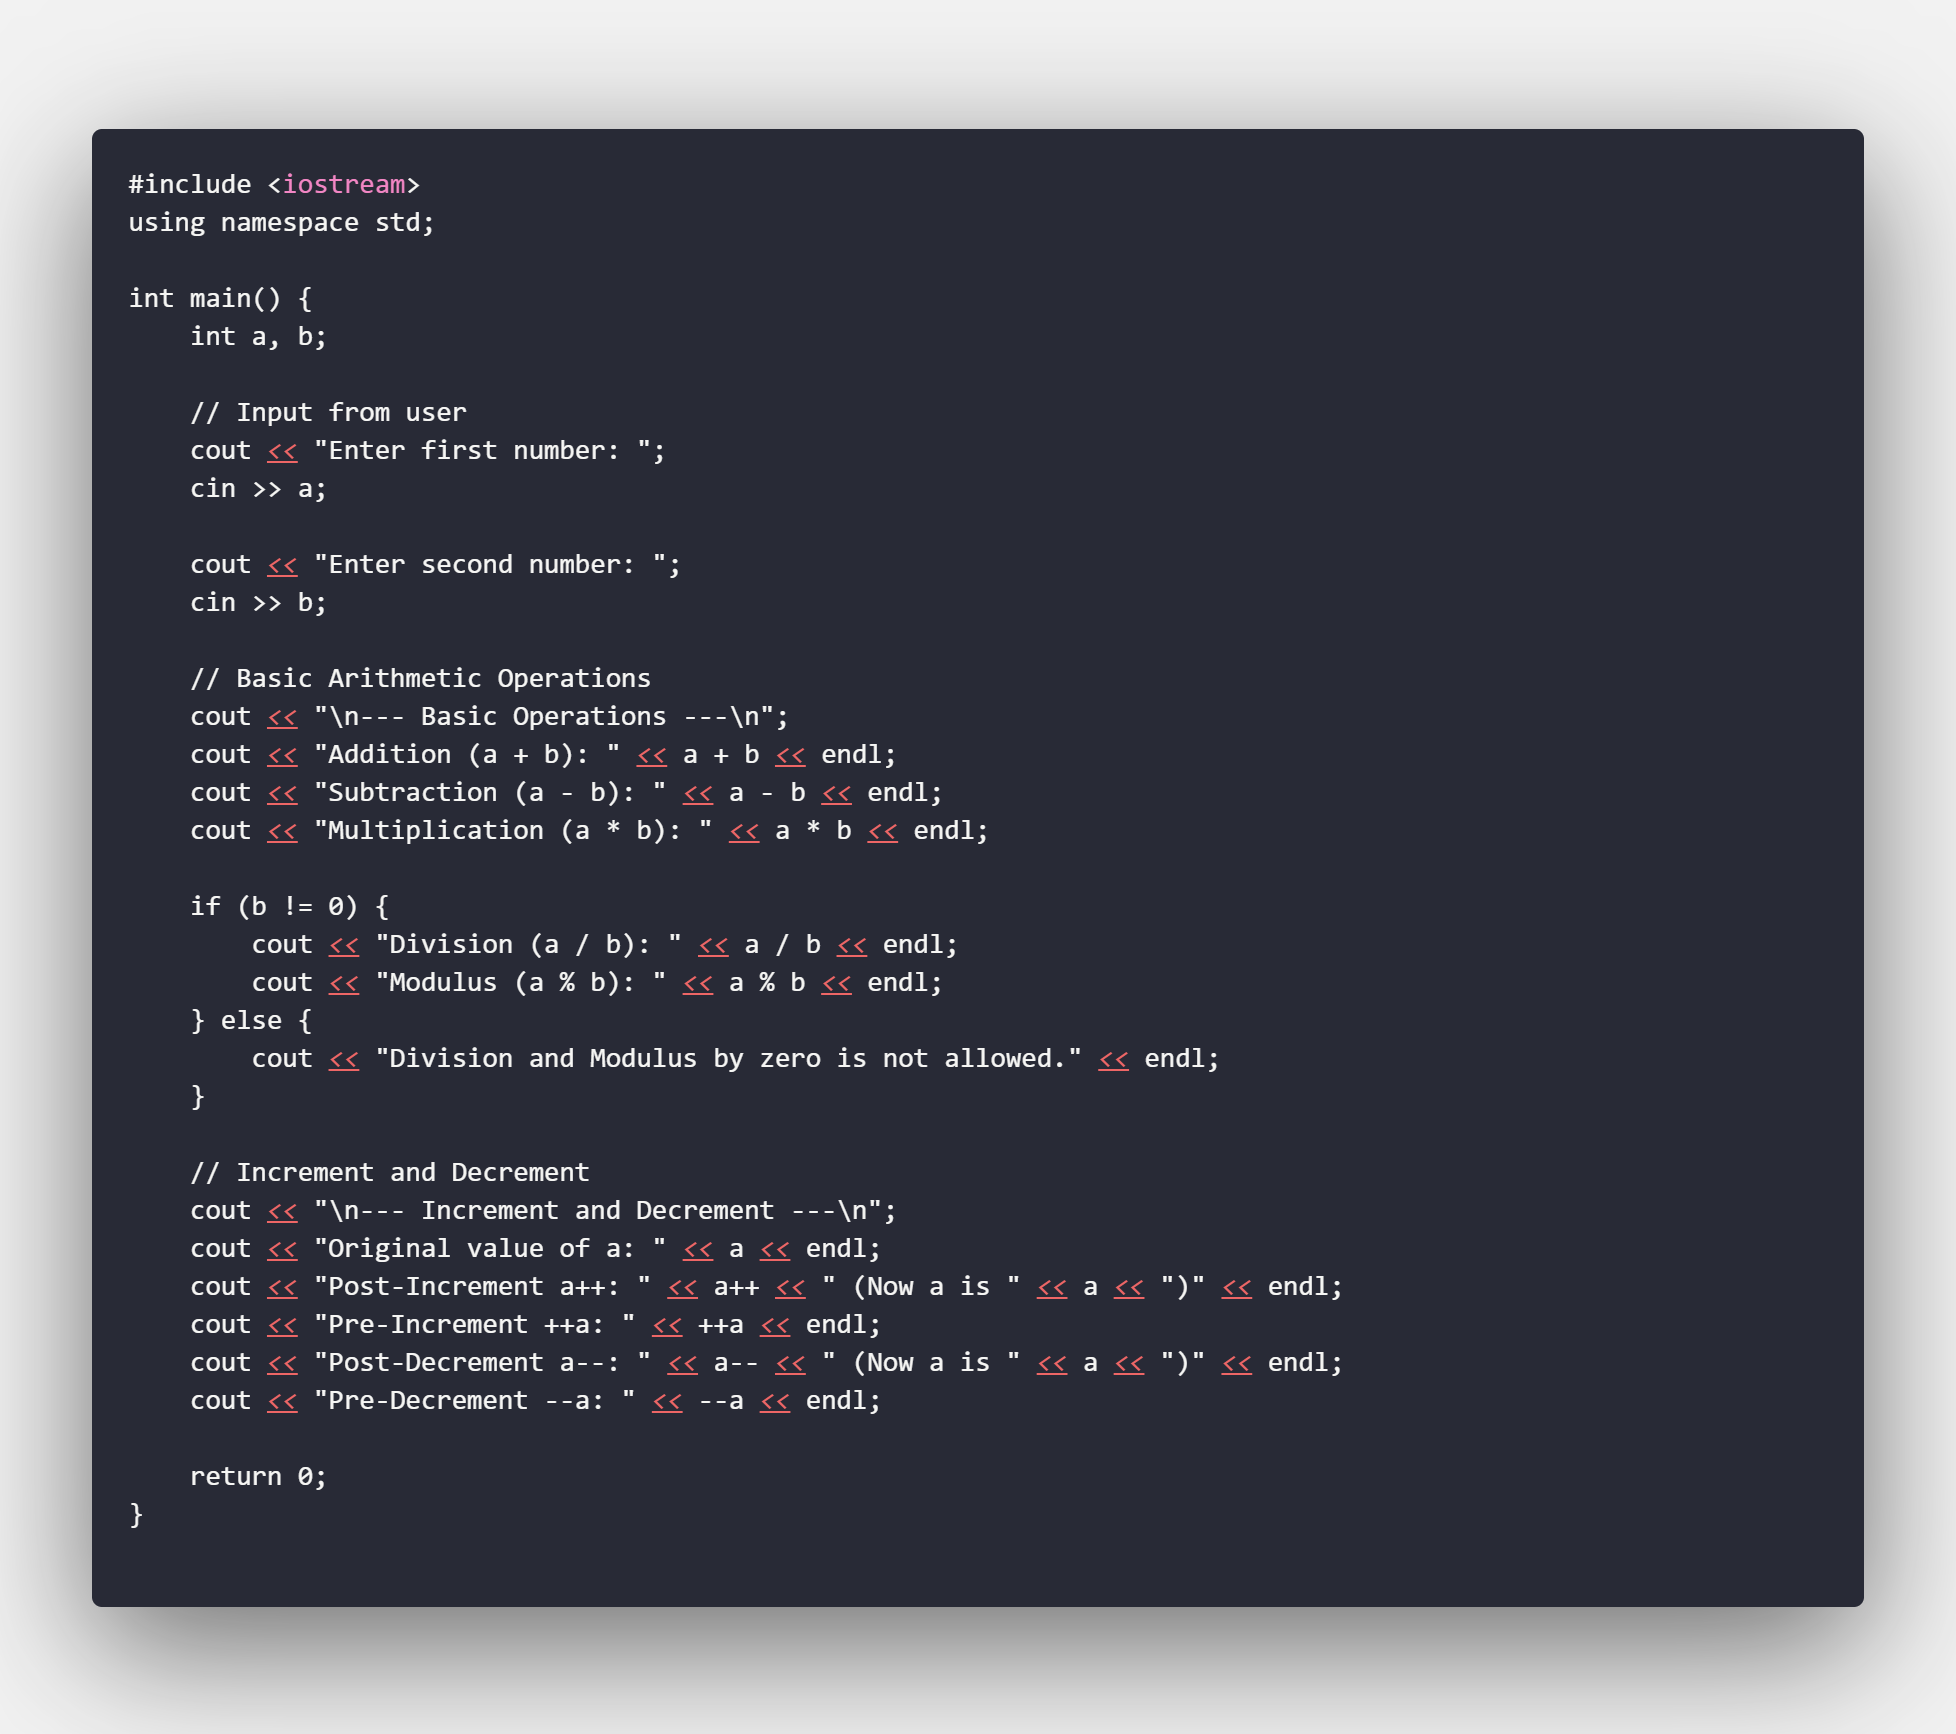 #include <iostream>
using namespace std;

int main() {
    int a, b;

    // Input from user
    cout << "Enter first number: ";
    cin >> a;

    cout << "Enter second number: ";
    cin >> b;

    // Basic Arithmetic Operations
    cout << "\n--- Basic Operations ---\n";
    cout << "Addition (a + b): " << a + b << endl;
    cout << "Subtraction (a - b): " << a - b << endl;
    cout << "Multiplication (a * b): " << a * b << endl;

    if (b != 0) {
        cout << "Division (a / b): " << a / b << endl;
        cout << "Modulus (a % b): " << a % b << endl;
    } else {
        cout << "Division and Modulus by zero is not allowed." << endl;
    }

    // Increment and Decrement
    cout << "\n--- Increment and Decrement ---\n";
    cout << "Original value of a: " << a << endl;
    cout << "Post-Increment a++: " << a++ << " (Now a is " << a << ")" << endl;
    cout << "Pre-Increment ++a: " << ++a << endl;
    cout << "Post-Decrement a--: " << a-- << " (Now a is " << a << ")" << endl;
    cout << "Pre-Decrement --a: " << --a << endl;

    return 0;
}